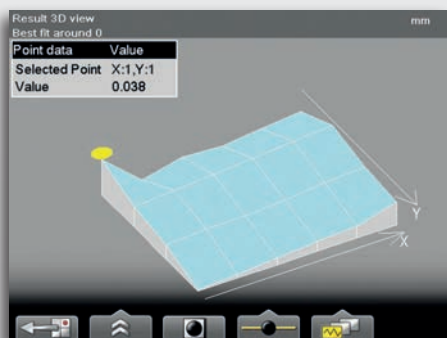 Result 3D view
mm
Best fit around 0
Point data Value
Selected Point X:1,Y:1
Value 0.038
Y
X